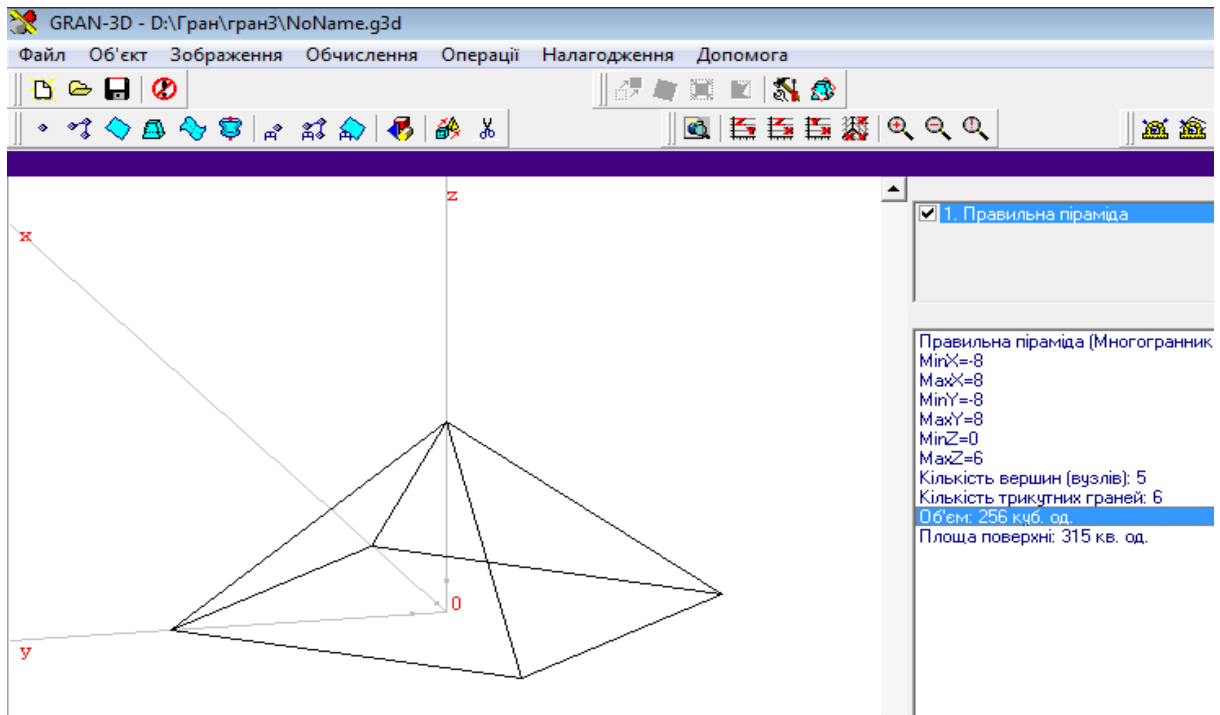 GRAN-3D - D:\Гран\гран3\NoName.g3d
Файл Об'єкт Зображення Обчислення Операції Налагодження Допомога
z
x
0
y
1. Правильна піраміда
Правильна піраміда (Многогранник
MinX=-8
MaxX=8
MinY=-8
MaxY=8
MinZ=0
MaxZ=6
Кількість вершин (вузлів): 5
Кількість трикутних граней: 6
Об'єм: 256 куб. од.
Площа поверхні: 315 кв. од.